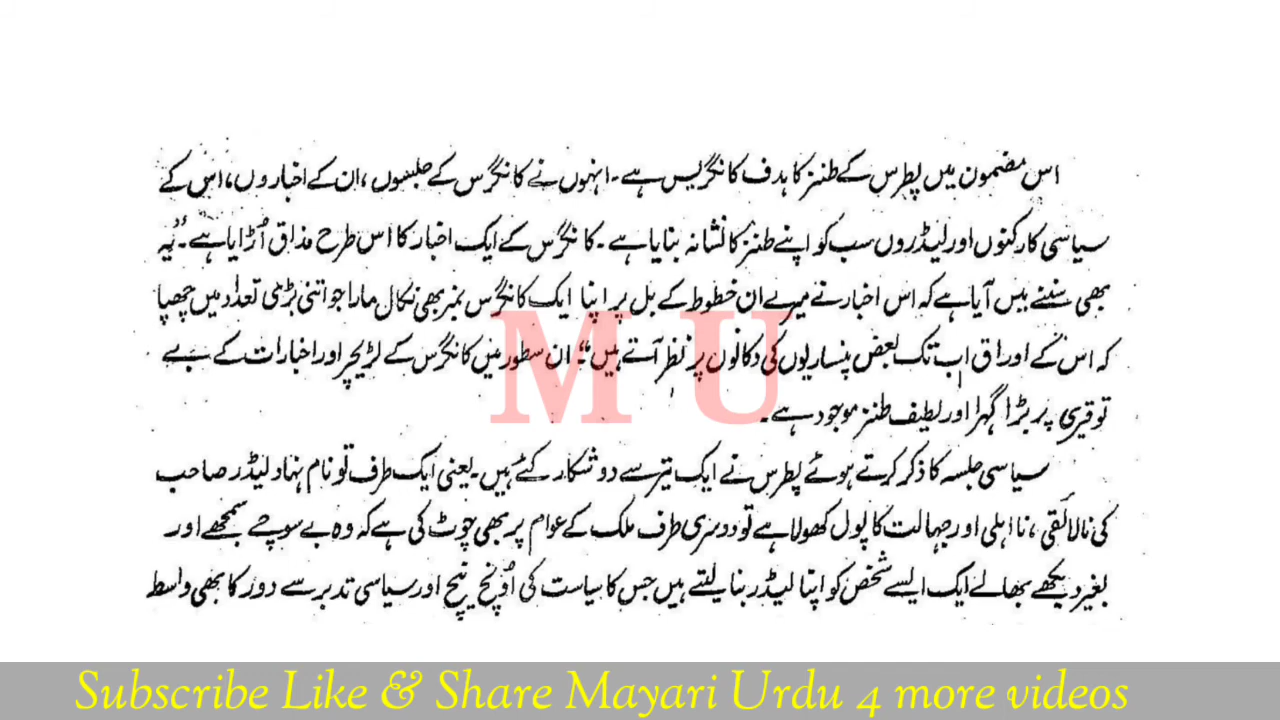 اس مضمون میں پطرس کے طنز کا ہدف کانگریس ہے۔ انہوں نے کانگرس کے جلسوں، ان کے اخباروں، اس کے
سیاسی کارکنوں اور لیڈروں سب کو اپنے طنز کا نشانہ بنایا ہے۔ کانگرس کے ایک اخبار کا اس طرح مذاق اُڑایا ہے۔ "یہ
بھی سننے میں آیا ہے کہ اس اخبار نے میرے ان خطوط کے بل پر اپنا ایک کانگرس نمبر بھی نکال مارا جو اتنی بڑی تعداد میں چھپا
کہ اس کے اوراق اب تک بعض پنساریوں کی دکانوں پر نظر آتے ہیں"۔ ان سطور میں کانگرس کے لڑیچر اور اخبارات کے بے
توقیری پر بڑا گہرا اور لطیف طنز موجود ہے۔
سیاسی جلسہ کا ذکر کرتے ہوئے پطرس نے ایک تیر سے دو شکار کئے ہیں۔ یعنی ایک طرف تو نام نہاد لیڈر صاحب
کی نالائقی، نا اہلی اور جہالت کا پول کھولا ہے تو دوسری طرف ملک کے عوام پر بھی چوٹ کی ہے کہ وہ بے سوچے سمجھے اور
بغیر دیکھے بھالے ایک ایسے شخص کو اپنا لیڈر بنا لیتے ہیں جس کا سیاست کی اُونچ نیچ اور سیاسی تدبر سے دور کا بھی واسط
M U
Subscribe Like & Share Mayari Urdu 4 more videos